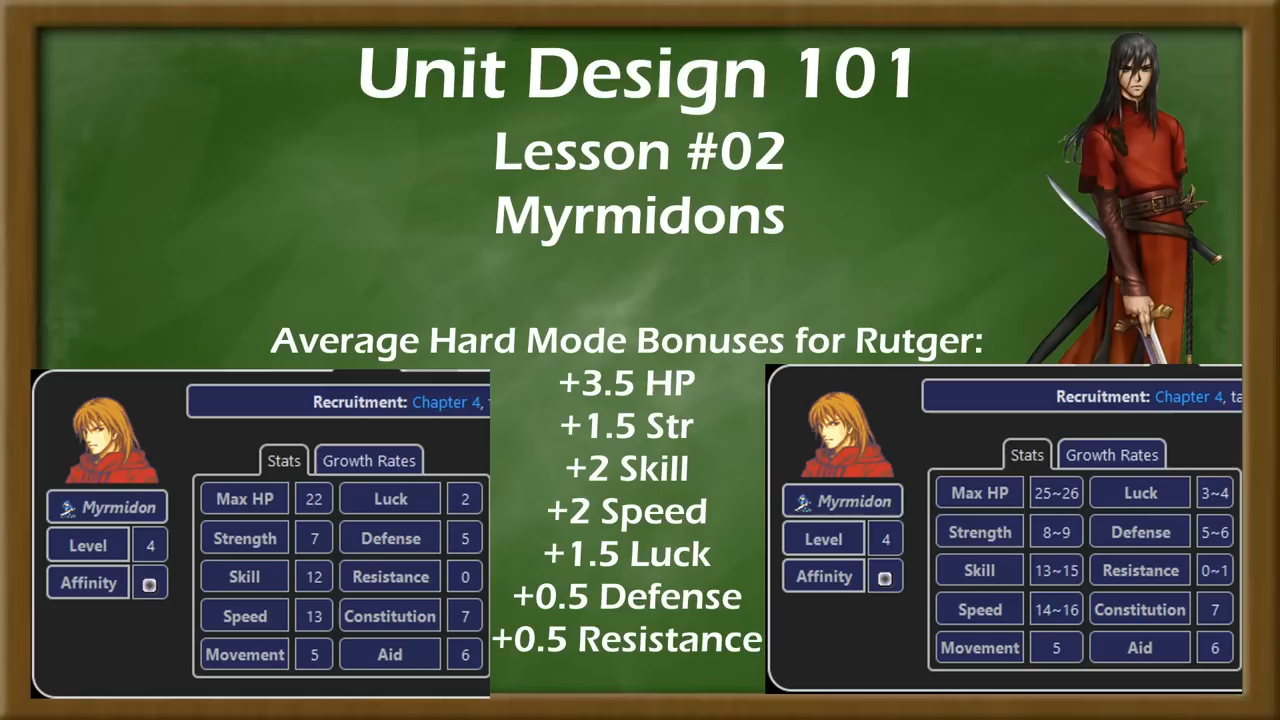 Unit Design 101
Lesson #02
Myrmidons
Average Hard Mode Bonuses for Rutger:
+3.5 HP
+1.5 Str
+2 Skill
+2 Speed
+1.5 Luck
+0.5 Defense
+0.5 Resistance
Recruitment: Chapter 4,
Stats Growth Rates
Myrmidon
Level 4
Affinity
Max HP 22 Luck 2
Strength 7 Defense 5
Skill 12 Resistance 0
Speed 13 Constitution 7
Movement 5 Aid 6
Recruitment: Chapter 4, ta
Stats Growth Rates
Myrmidon
Level 4
Affinity
Max HP 25~26 Luck 3~4
Strength 8~9 Defense 5~6
Skill 13~15 Resistance 0~1
Speed 14~16 Constitution 7
Movement 5 Aid 6